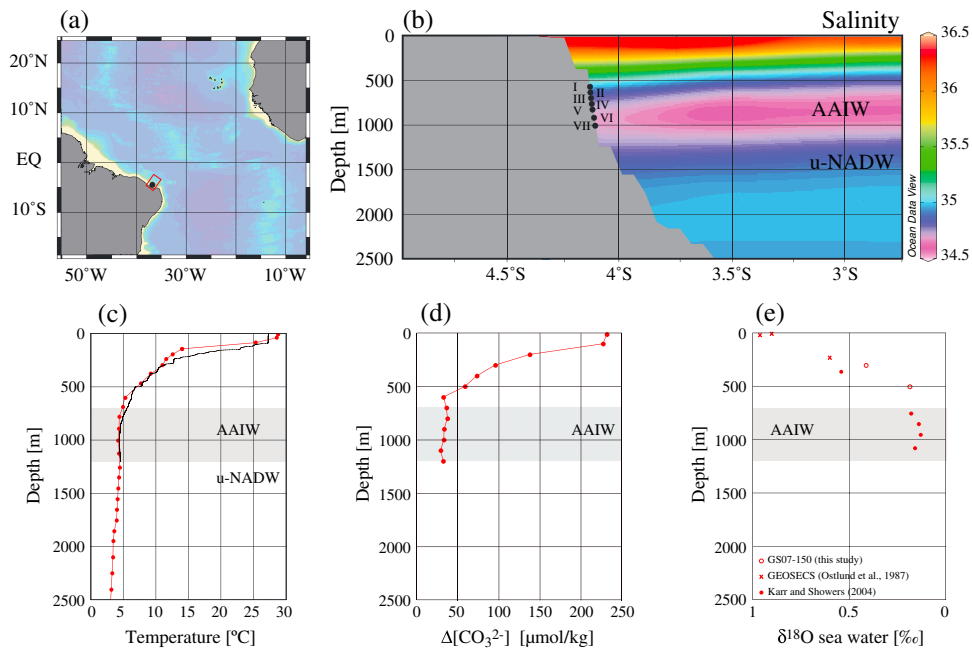 (a)
20°N
10°N
EQ
10°S
50°W
30°W
10°W
(b)
Salinity
Depth [m]
0
500
1000
1500
2000
2500
I
II
III
IV
V
VI
VII
AAIW
u-NADW
4.5°S
4°S
3.5°S
3°S
Ocean Data View
36.5
36
35.5
35
34.5
(c)
Depth [m]
0
500
1000
1500
2000
2500
AAIW
u-NADW
0
5
10
15
20
25
30
Temperature [ºC]
(d)
Depth [m]
0
500
1000
1500
2000
2500
AAIW
0
50
100
150
200
250
Δ[CO₃²⁻] [μmol/kg]
(e)
Depth [m]
0
500
1000
1500
2000
2500
AAIW
GS07-150 (this study)
GEOSECS (Ostlund et al., 1987)
Karr and Showers (2004)
1
0.5
0
δ¹⁸O sea water [‰]